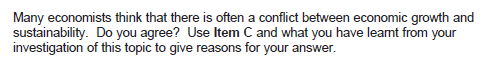 Many economists think that there is often a conflict between economic growth and
sustainability.  Do you agree?  Use Item C and what you have learnt from your
investigation of this topic to give reasons for your answer.